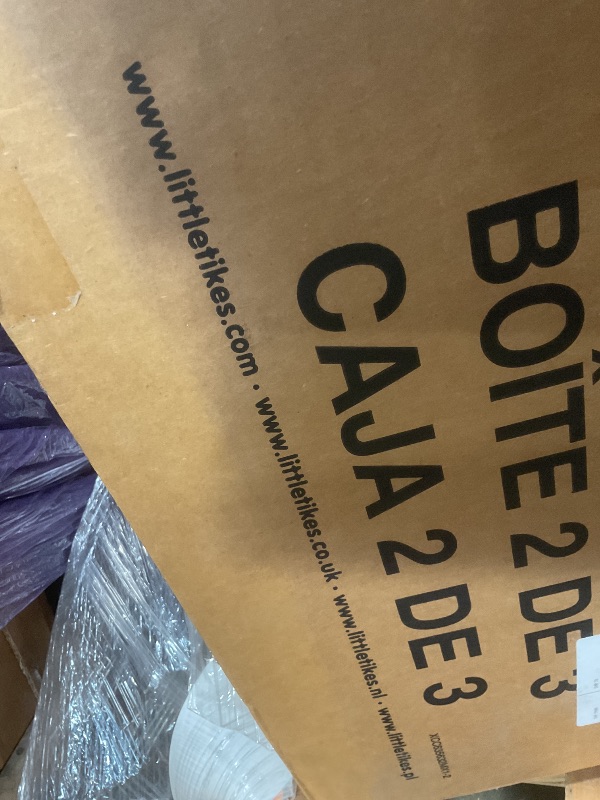 BOÎTE 2 DE 3
CAJA 2 DE 3
www.littletikes.com • www.littletikes.co.uk • www.littletikes.nl • www.littletikes.pl